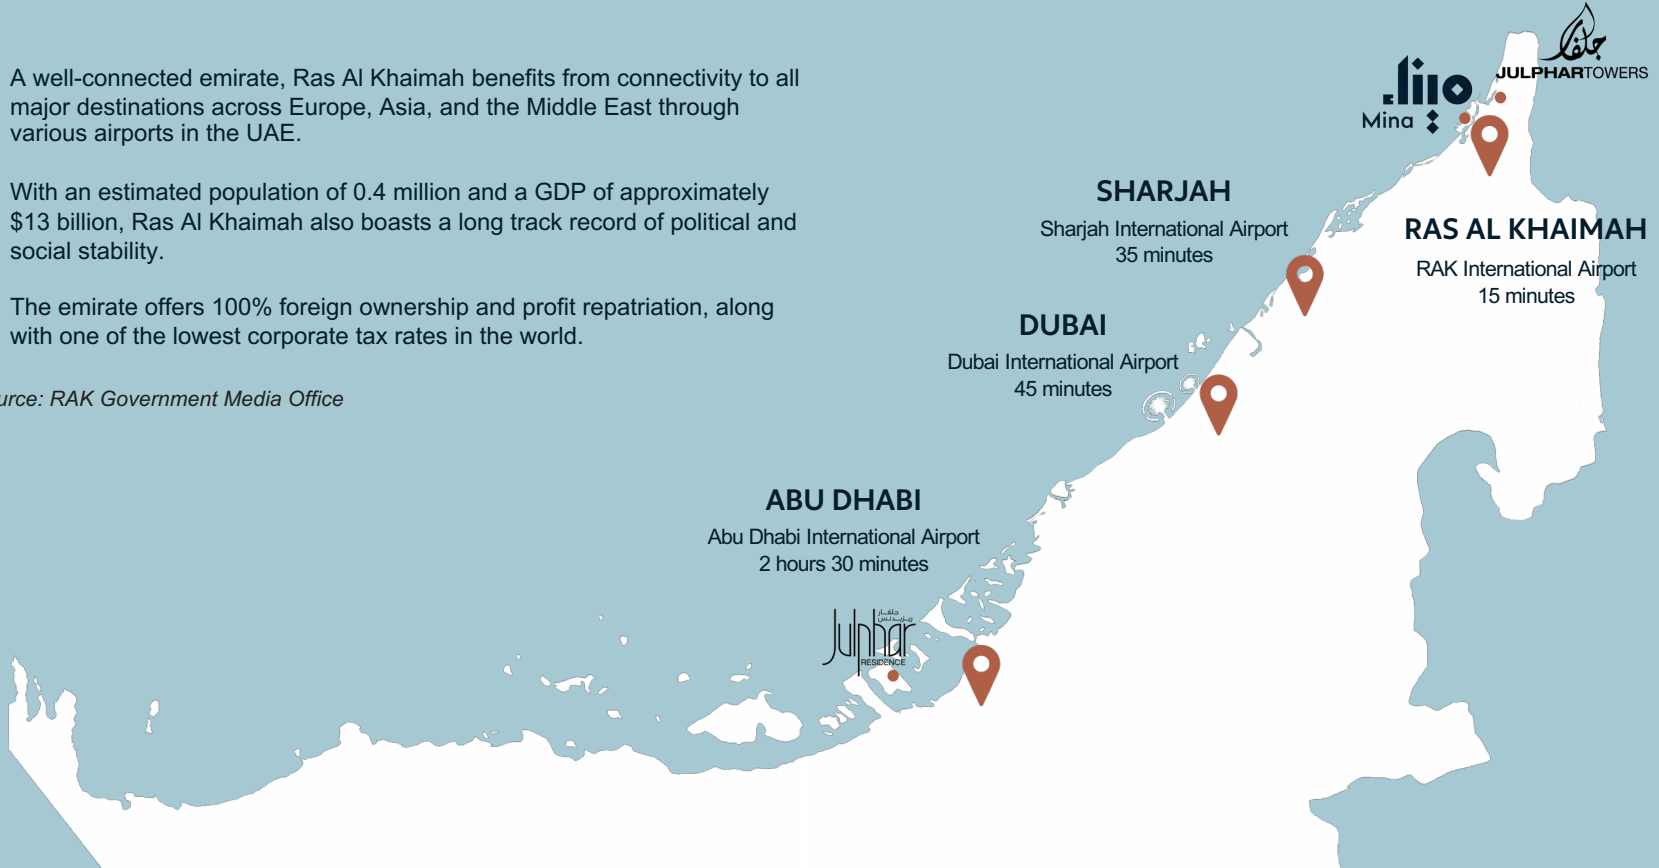 A well-connected emirate, Ras Al Khaimah benefits from connectivity to all
major destinations across Europe, Asia, and the Middle East through
various airports in the UAE.
With an estimated population of 0.4 million and a GDP of approximately
$13 billion, Ras Al Khaimah also boasts a long track record of political and
social stability.
The emirate offers 100% foreign ownership and profit repatriation, along
with one of the lowest corporate tax rates in the world.
urce: RAK Government Media Office
جلفار
JULPHARTOWERS
ميناء
Mina
SHARJAH
Sharjah International Airport
35 minutes
RAS AL KHAIMAH
RAK International Airport
15 minutes
DUBAI
Dubai International Airport
45 minutes
ABU DHABI
Abu Dhabi International Airport
2 hours 30 minutes
جلفار
ريزيدنس
Julphar
RESIDENCE